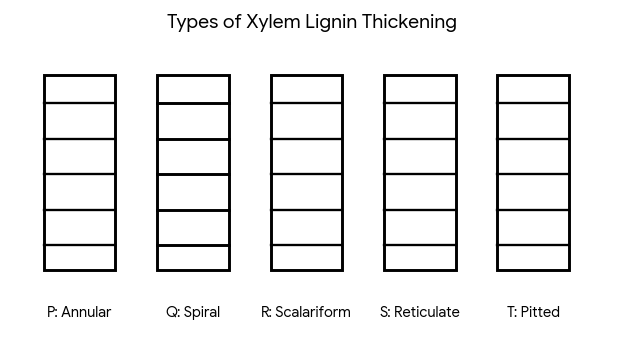 Types of Xylem Lignin Thickening
P: Annular
Q: Spiral
R: Scalariform
S: Reticulate
T: Pitted